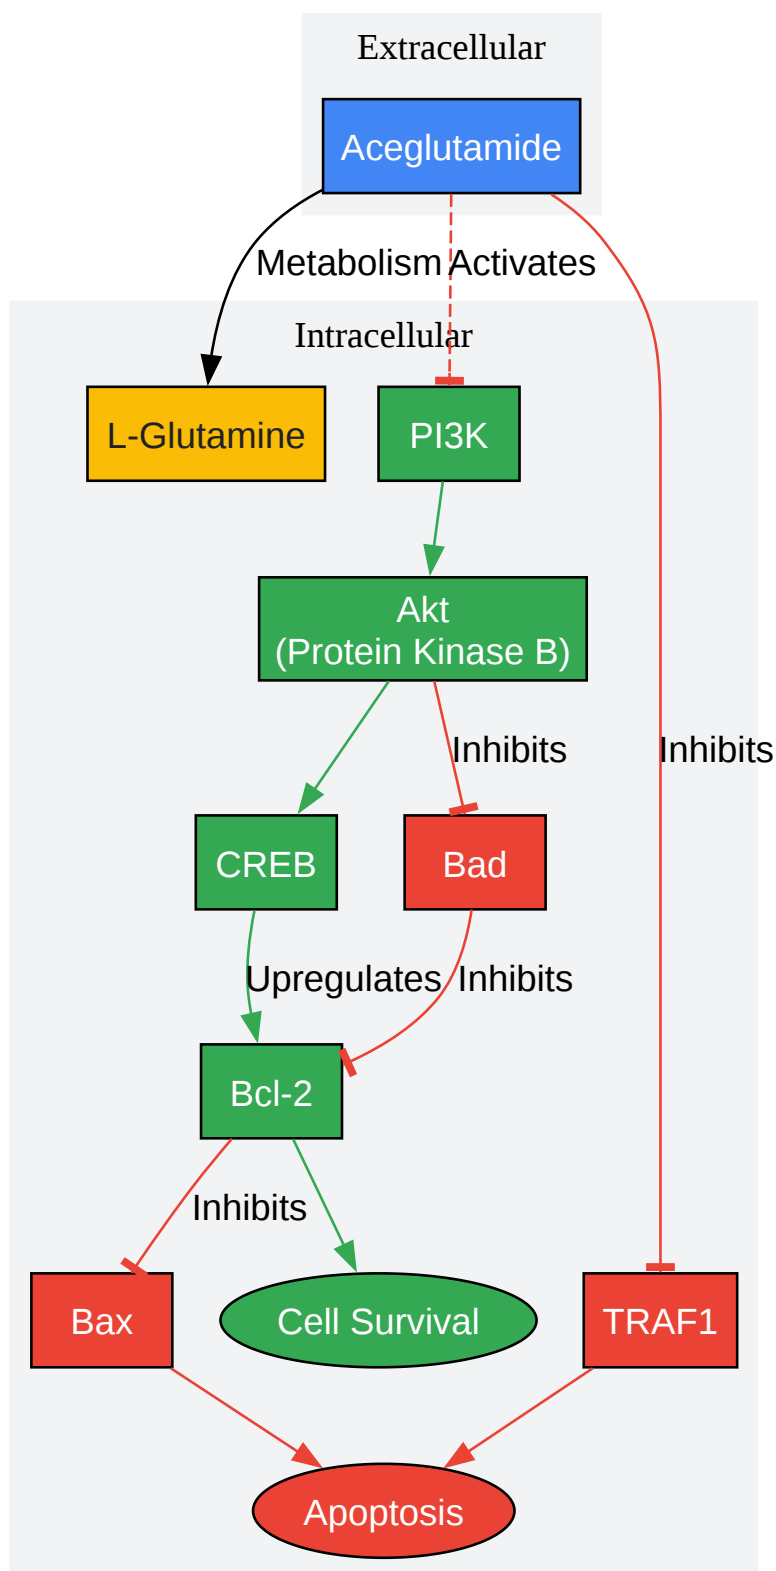 Extracellular
Aceglutamide
Metabolism
Activates
Intracellular
L-Glutamine
PI3K
Akt
(Protein Kinase B)
Inhibits
Inhibits
CREB
Bad
Upregulates
Inhibits
Bcl-2
Inhibits
Bax
Cell Survival
TRAF1
Apoptosis